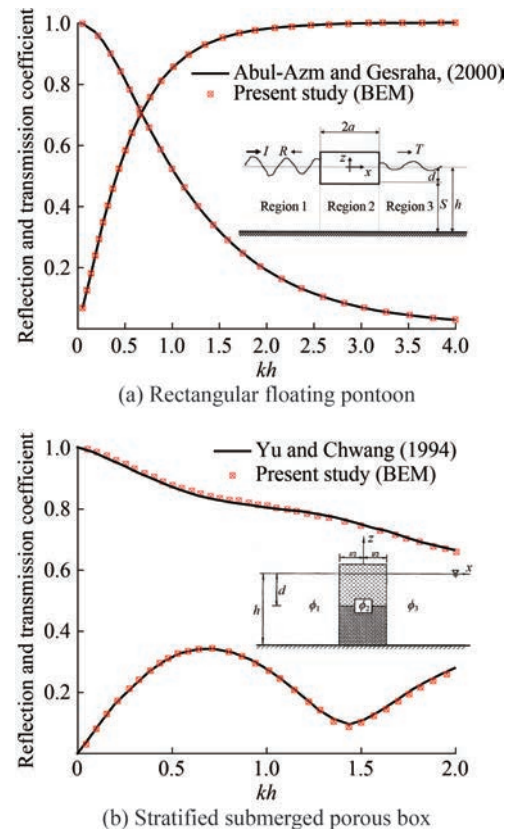 Reflection and transmission coefficient
1.0
0.8
0.6
0.4
0.2
0
0.5
1.0
1.5
2.0
2.5
3.0
3.5
4.0
kh
Abul-Azm and Gesraha, (2000)
Present study (BEM)
2a
I R T
z
x
d
S h
Region 1 Region 2 Region 3
(a) Rectangular floating pontoon
Reflection and transmission coefficient
1.0
0.8
0.6
0.4
0.2
0
0.5
1.0
1.5
2.0
kh
Yu and Chwang (1994)
Present study (BEM)
z
x
d
h
ϕ1 ϕ2 ϕ3
(b) Stratified submerged porous box